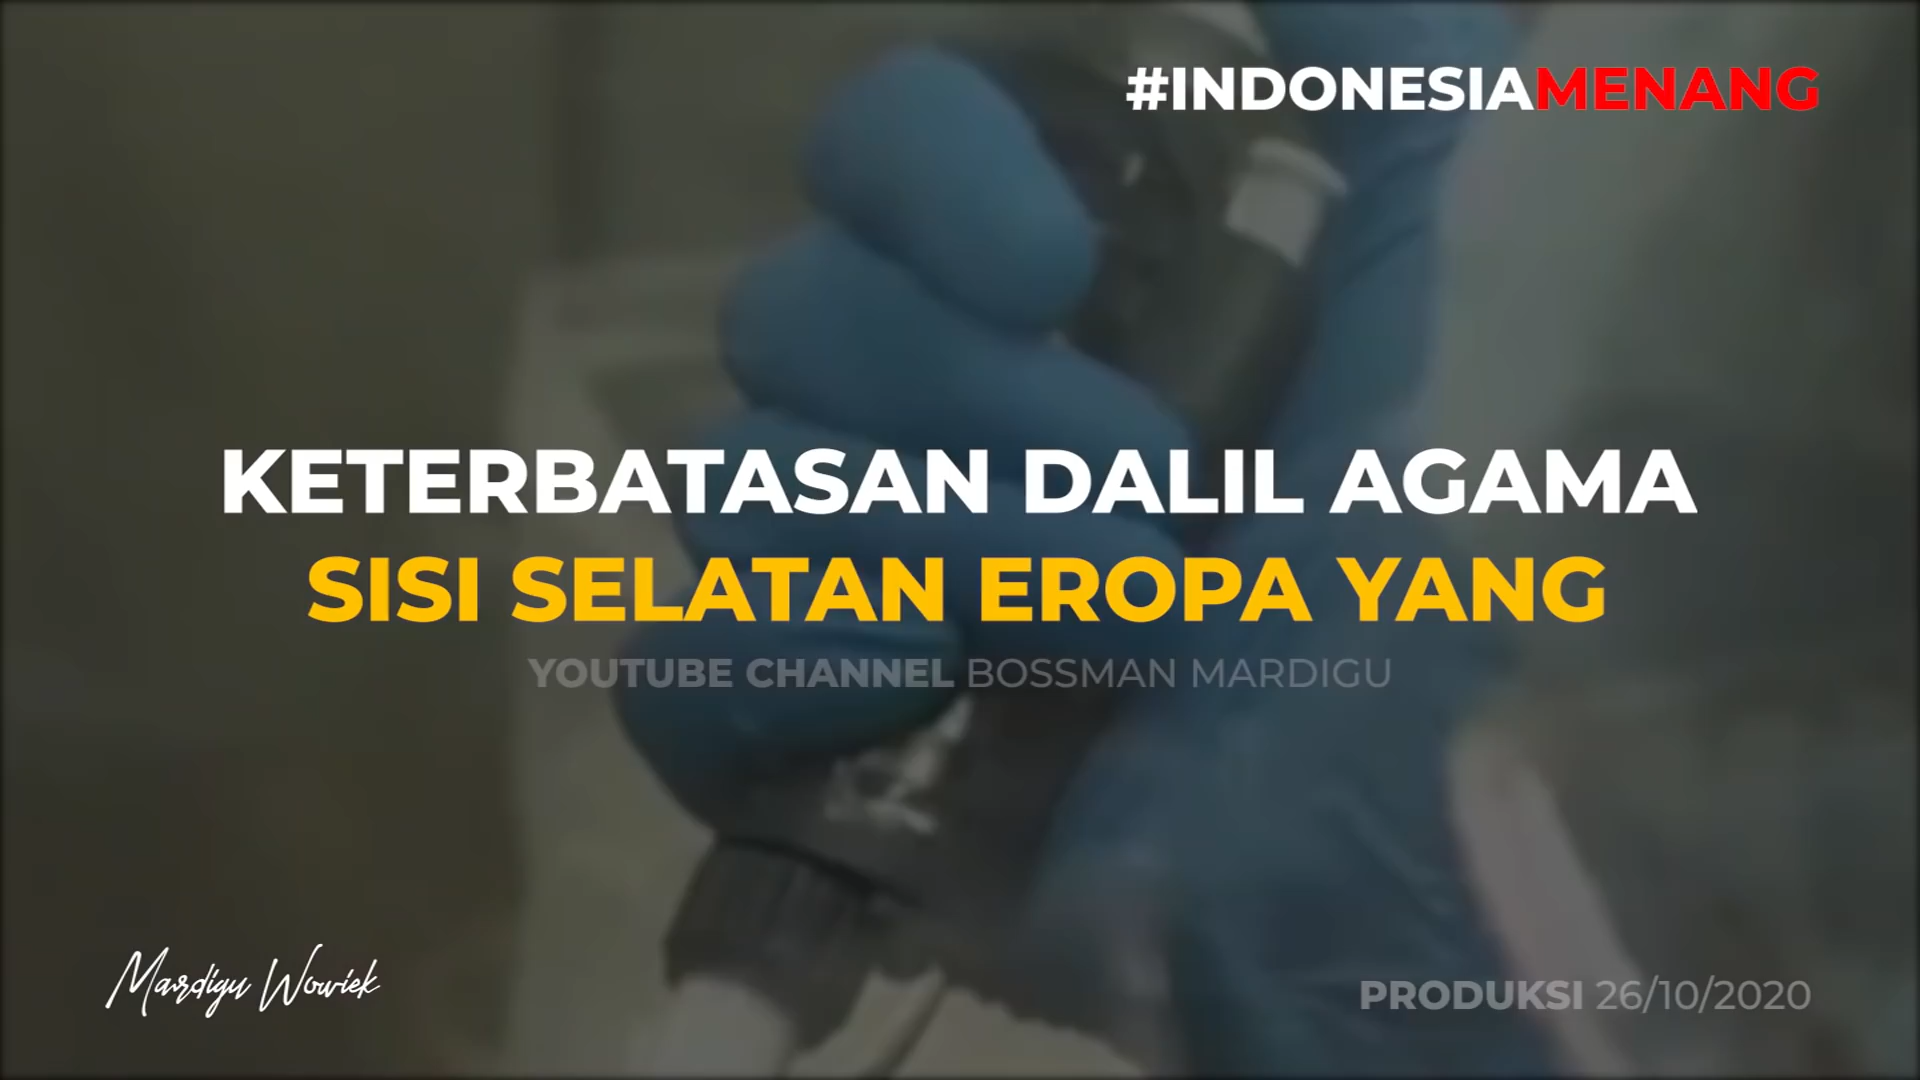 #INDONESIAMENANG
KETERBATASAN DALIL AGAMA
SISI SELATAN EROPA YANG
YOUTUBE CHANNEL BOSSMAN MARDIGU
Mardigu Wowiek
PRODUKSI 26/10/2020